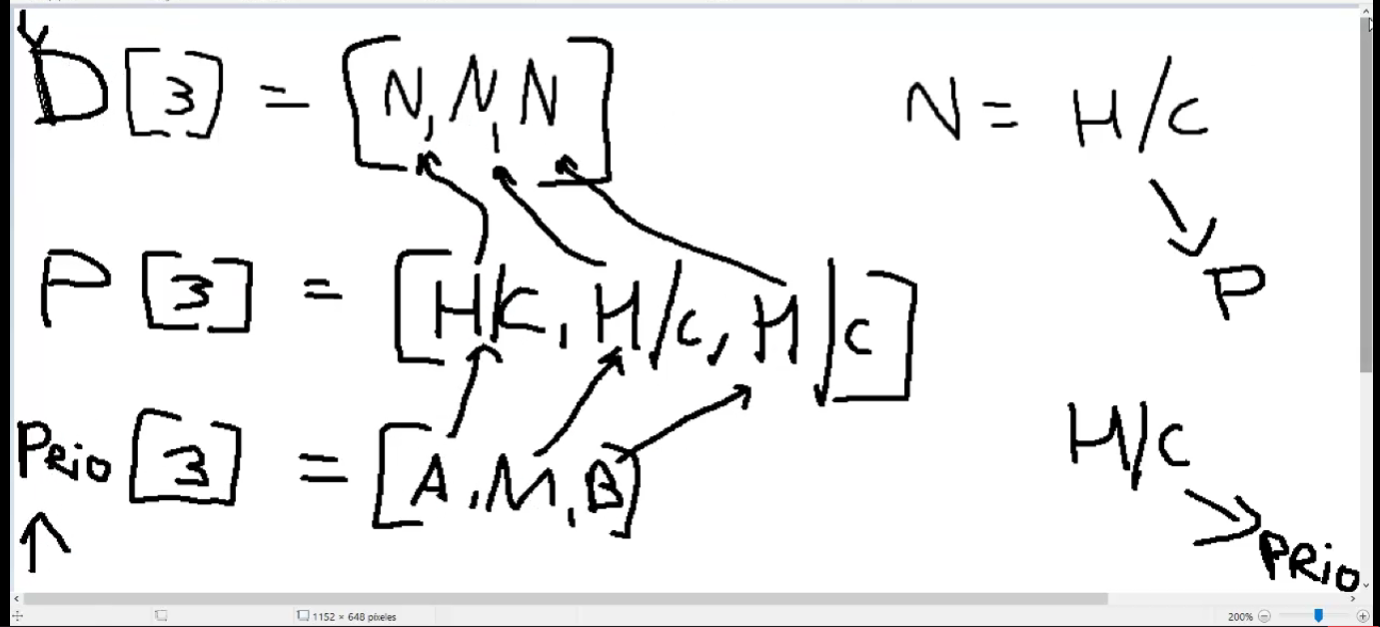 D [3] = [N, N, N]
N = H/C
P
P [3] = [H/C, H/c, H/c]
H/c
PRio
PRio [3] = [A, M, B]
1152 × 648 píxeles
200%